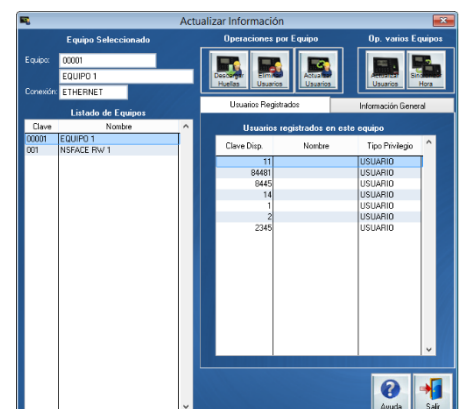 Actualizar Información
Equipo Seleccionado
Equipo: 00001
EQUIPO 1
Conexión: ETHERNET
Listado de Equipos
Clave Nombre
00001 EQUIPO 1
001 NSFACE RW 1
Operaciones por Equipo
Op. varios Equipos
Huellas
Usuarios
Usuarios
Usuarios
Hora
Usuarios Registrados
Información General
Usuarios registrados en este equipo
Clave Disp. Nombre Tipo Privilegio
11 USUARIO
84481 USUARIO
8445 USUARIO
14 USUARIO
1 USUARIO
2 USUARIO
2345 USUARIO
Ayuda
Salir